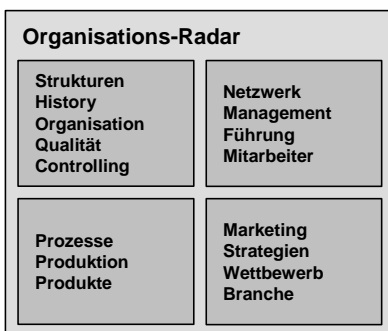 Organisations-Radar
Strukturen
History
Organisation
Qualität
Controlling
Netzwerk
Management
Führung
Mitarbeiter
Prozesse
Produktion
Produkte
Marketing
Strategien
Wettbewerb
Branche